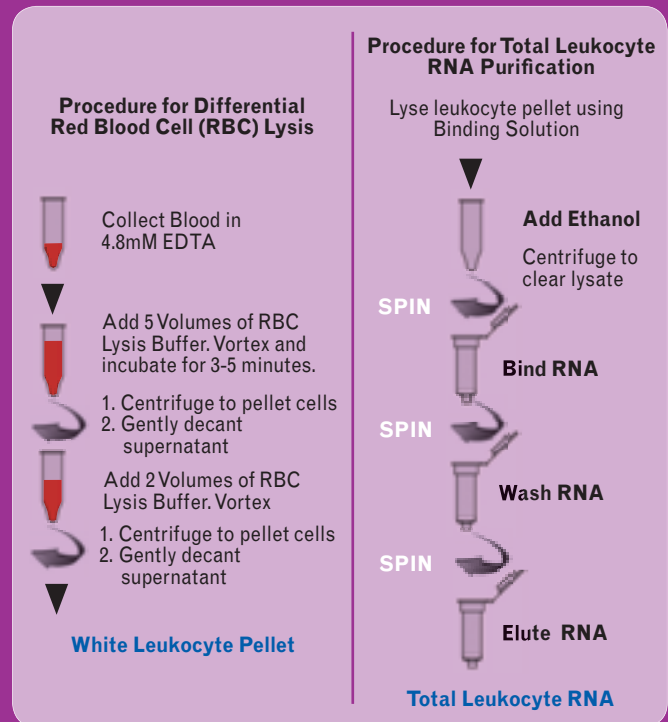 Procedure for Differential
Red Blood Cell (RBC) Lysis
Collect Blood in
4.8mM EDTA
Add 5 Volumes of RBC
Lysis Buffer. Vortex and
incubate for 3-5 minutes.
1. Centrifuge to pellet cells
2. Gently decant
supernatant
Add 2 Volumes of RBC
Lysis Buffer. Vortex
1. Centrifuge to pellet cells
2. Gently decant
supernatant
White Leukocyte Pellet
Procedure for Total Leukocyte
RNA Purification
Lyse leukocyte pellet using
Binding Solution
Add Ethanol
Centrifuge to
clear lysate
SPIN
Bind RNA
SPIN
Wash RNA
SPIN
Elute RNA
Total Leukocyte RNA